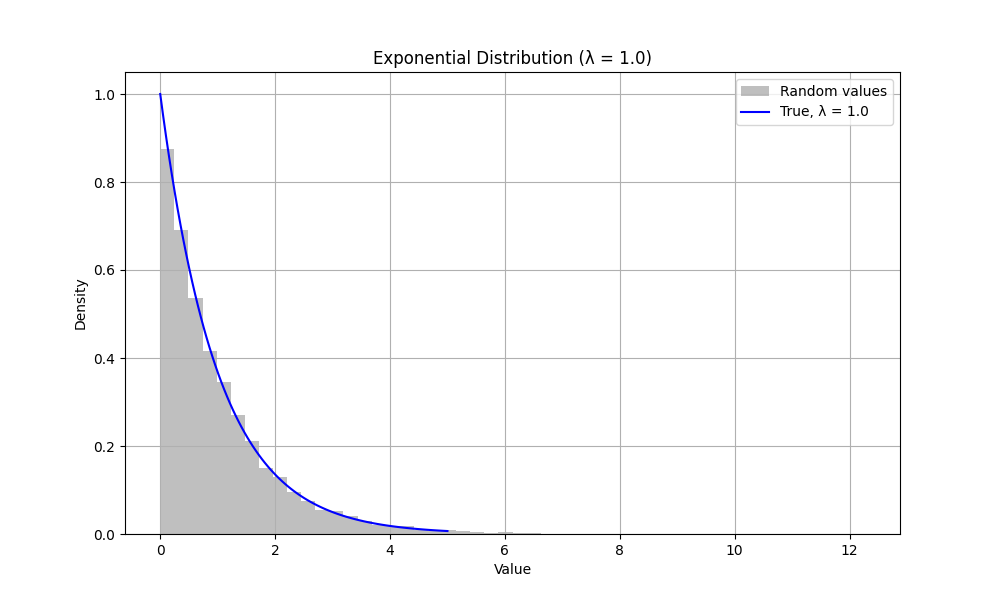 Exponential Distribution (λ = 1.0)
Random values
True, λ = 1.0
Density
1.0
0.8
0.6
0.4
0.2
0.0
0 2 4 6 8 10 12
Value